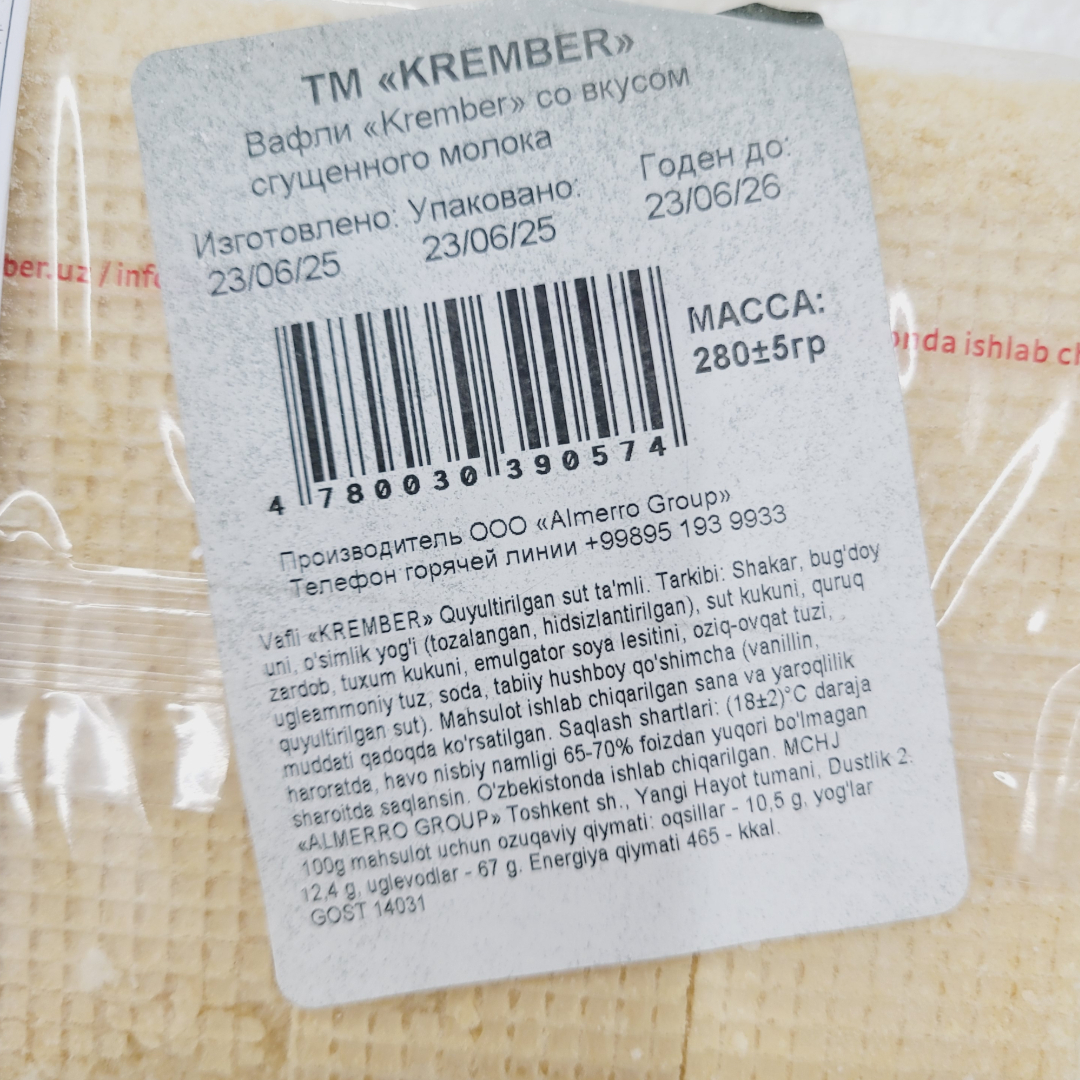 ТМ «KREMBER»
Вафли «Krember» со вкусом
сгущенного молока
Изготовлено: Упаковано: Годен до:
23/06/25 23/06/25 23/06/26
МАССА:
280±5гр
4 780030 390574
Производитель ООО «Almerro Group»
Телефон горячей линии +99895 193 9933
Vafli «KREMBER» Quyultirilgan sut ta'mli. Tarkibi: Shakar, bug'doy
uni, o'simlik yog'i (tozalangan, hidsizlantirilgan), sut kukuni, quruq
zardob, tuxum kukuni, emulgator soya lesitini, oziq-ovqat tuzi,
ugleammoniy tuz, soda, tabiiy hushboy qo'shimcha (vanillin,
quyultirilgan sut). Mahsulot ishlab chiqarilgan sana va yaroqlilik
muddati qadoqda ko'rsatilgan. Saqlash shartlari: (18±2)°C daraja
haroratda, havo nisbiy namligi 65-70% foizdan yuqori bo'lmagan
sharoitda saqlansin. O'zbekistonda ishlab chiqarilgan. MCHJ
«ALMERRO GROUP» Toshkent sh., Yangi Hayot tumani, Dustlik 2.
100g mahsulot uchun ozuqaviy qiymati: oqsillar - 10,5 g, yog'lar
12,4 g, uglevodlar - 67 g. Energiya qiymati 465 - kkal.
GOST 14031
ber.uz / info
onda ishlab ch